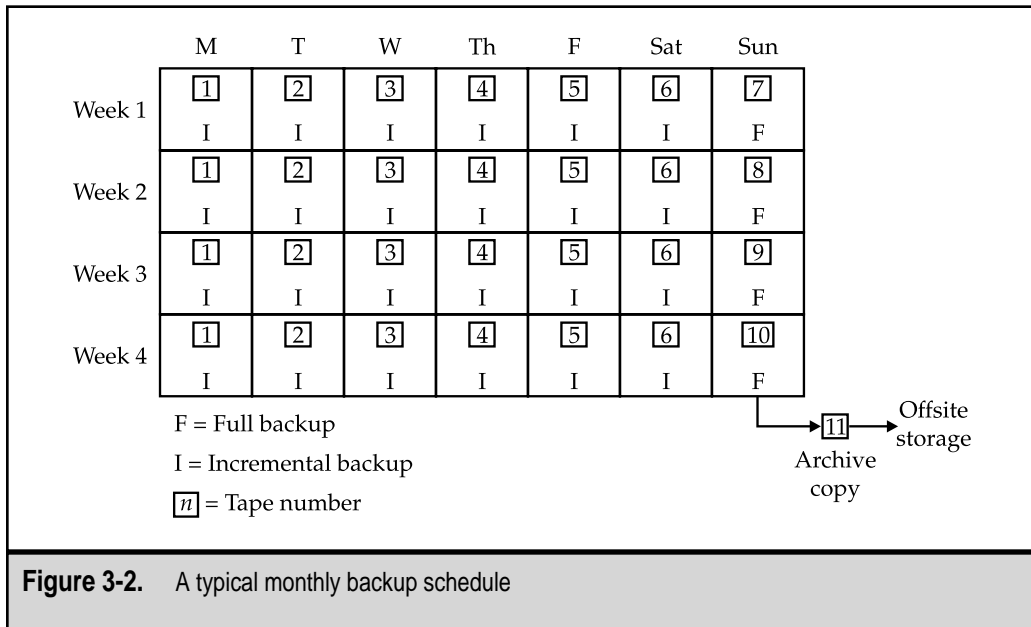 M T W Th F Sat Sun
Week 1
1 2 3 4 5 6 7
I I I I I I F
Week 2
1 2 3 4 5 6 8
I I I I I I F
Week 3
1 2 3 4 5 6 9
I I I I I I F
Week 4
1 2 3 4 5 6 10
I I I I I I F
F = Full backup
I = Incremental backup
n = Tape number
11
Archive
copy
Offsite
storage
Figure 3-2. A typical monthly backup schedule